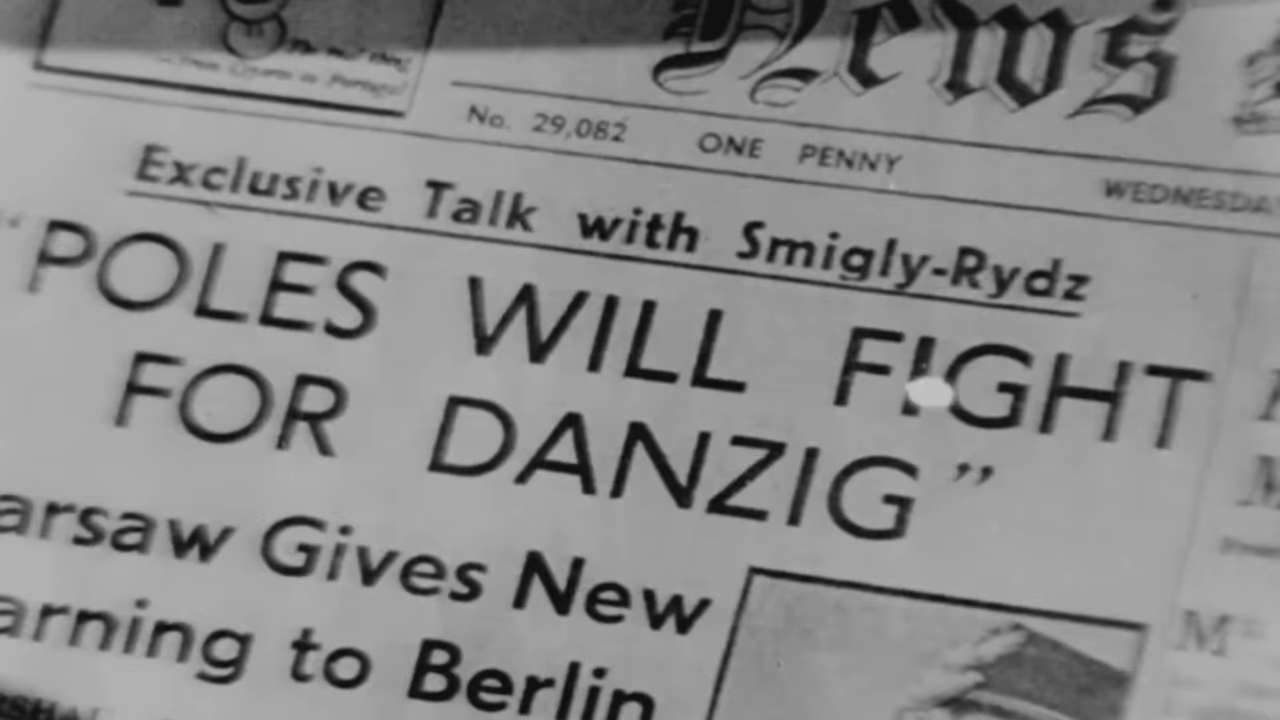 News
No. 29,082 ONE PENNY WEDNESDA
Exclusive Talk with Smigly-Rydz
"POLES WILL FIGHT
FOR DANZIG"
arsaw Gives New
arning to Berlin